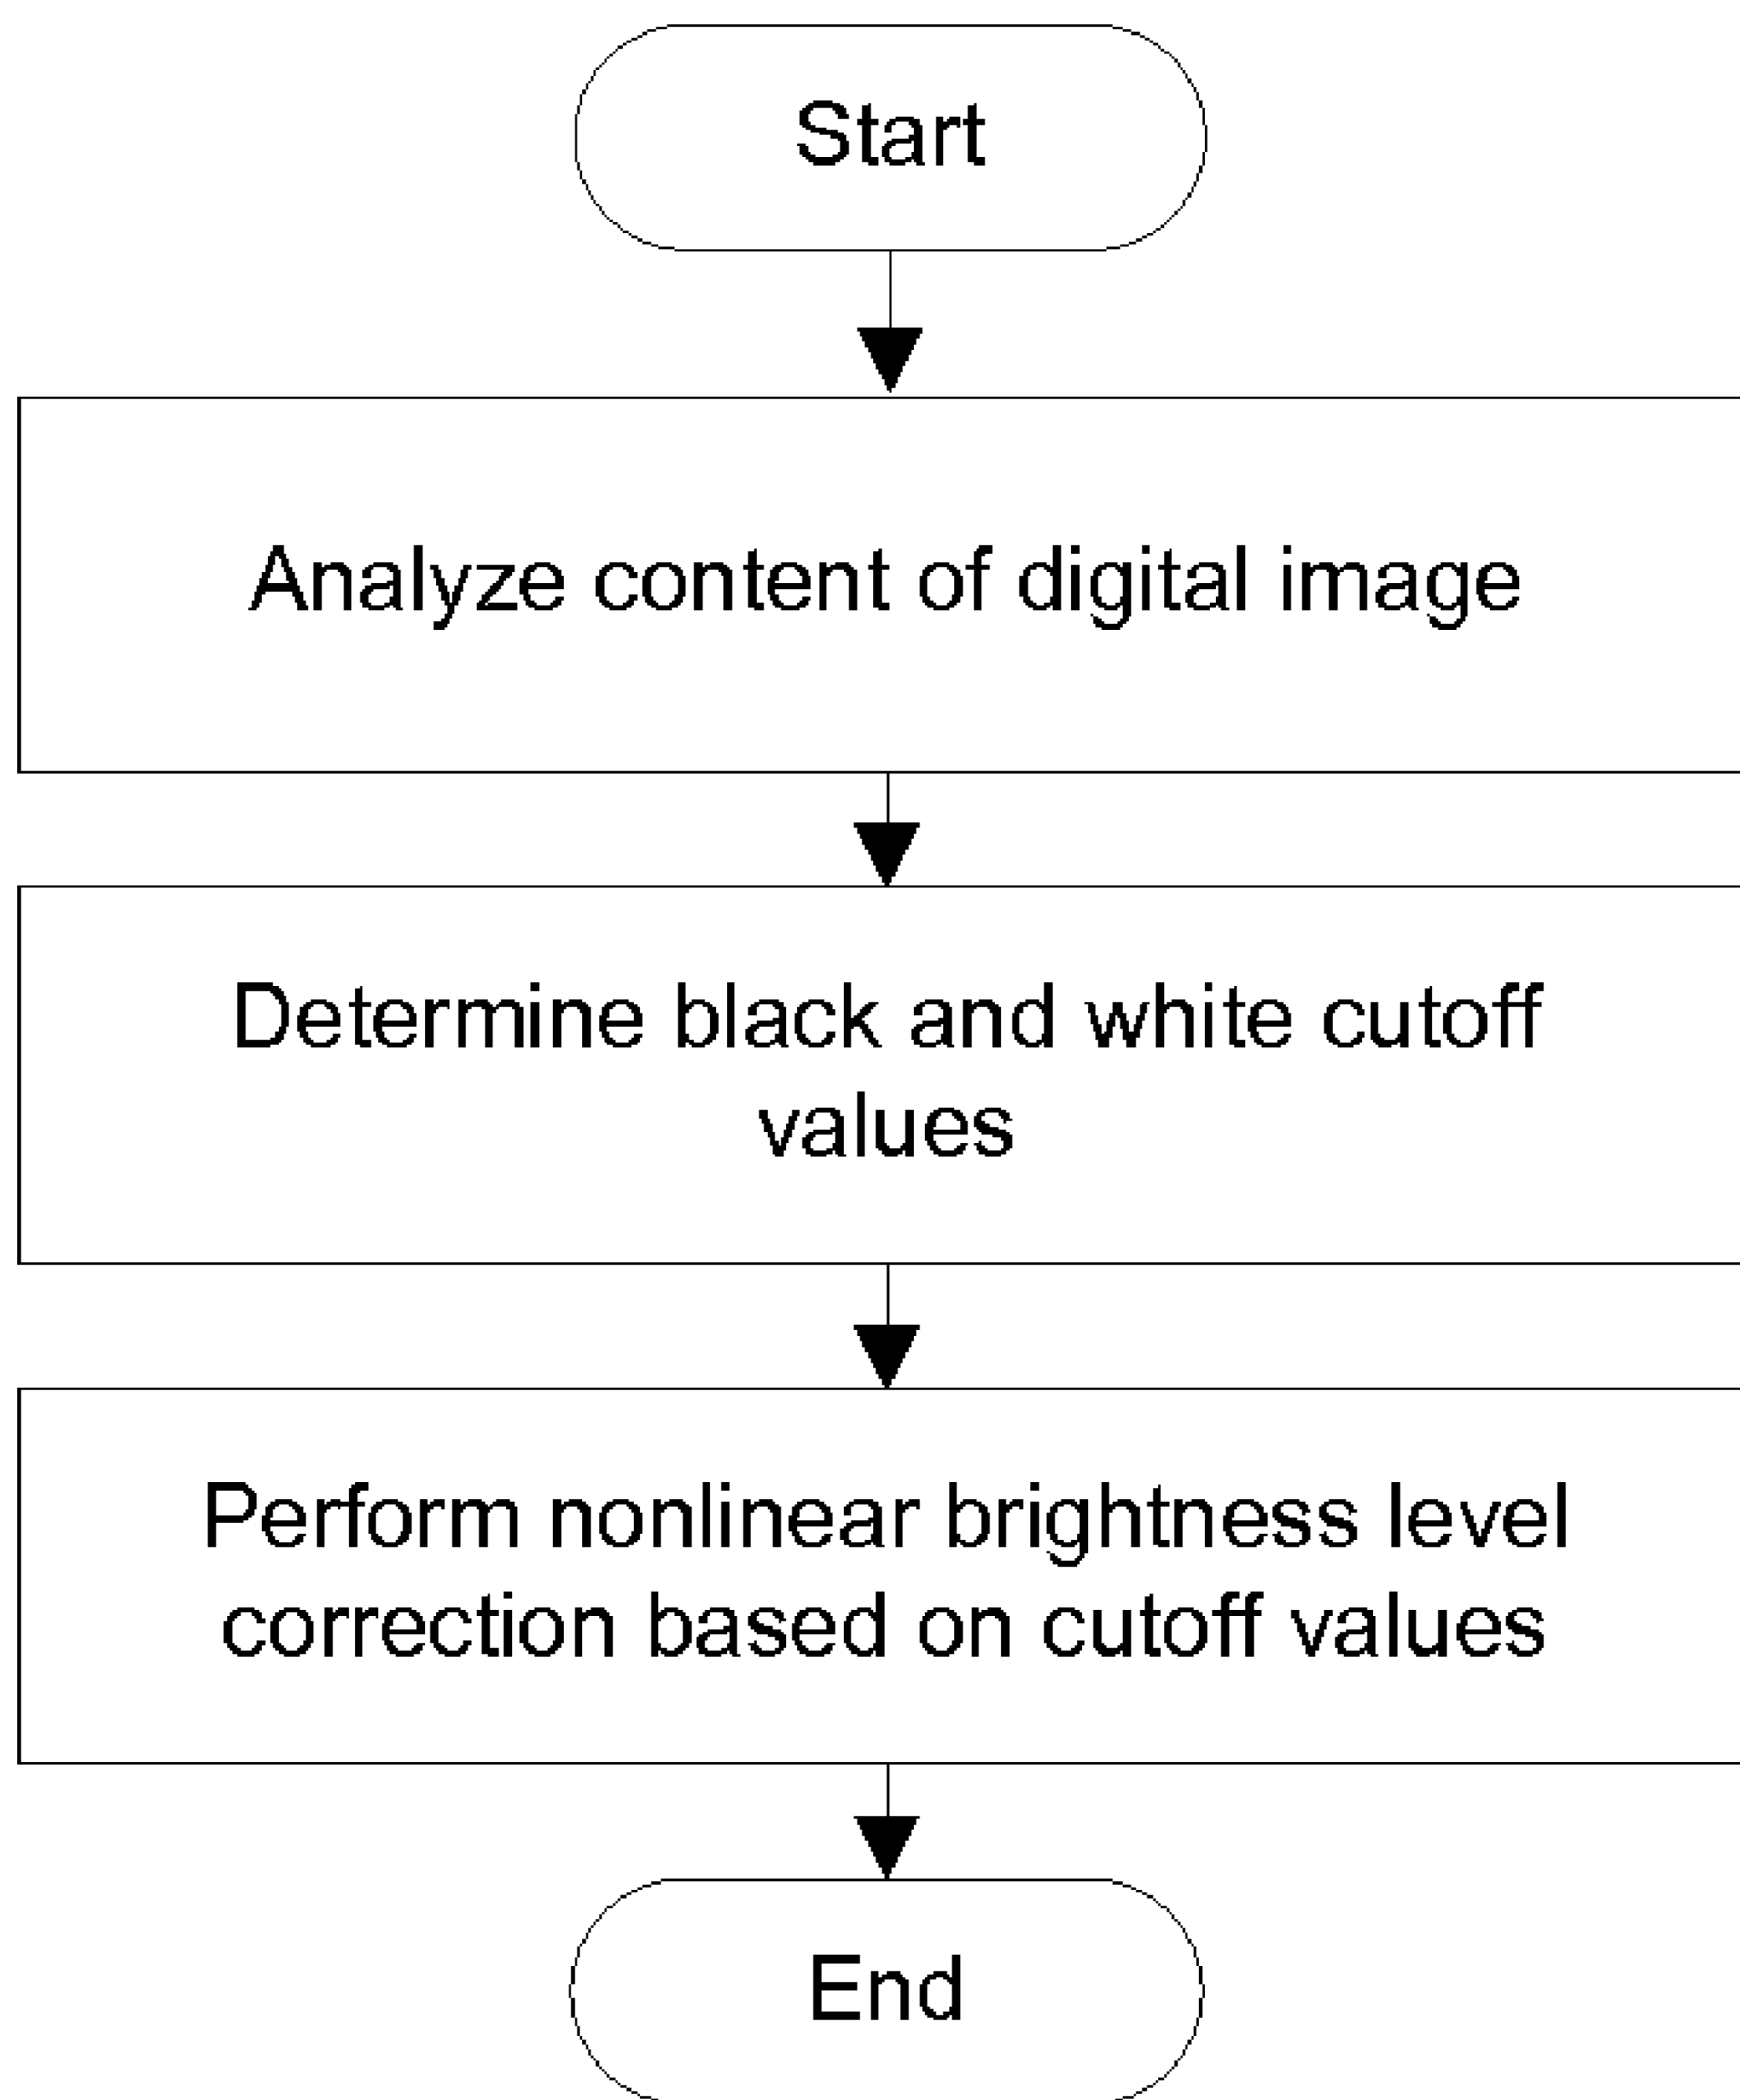 Start
Analyze content of digital image
Determine black and white cutoff
values
Perform nonlinear brightness level
correction based on cutoff values
End